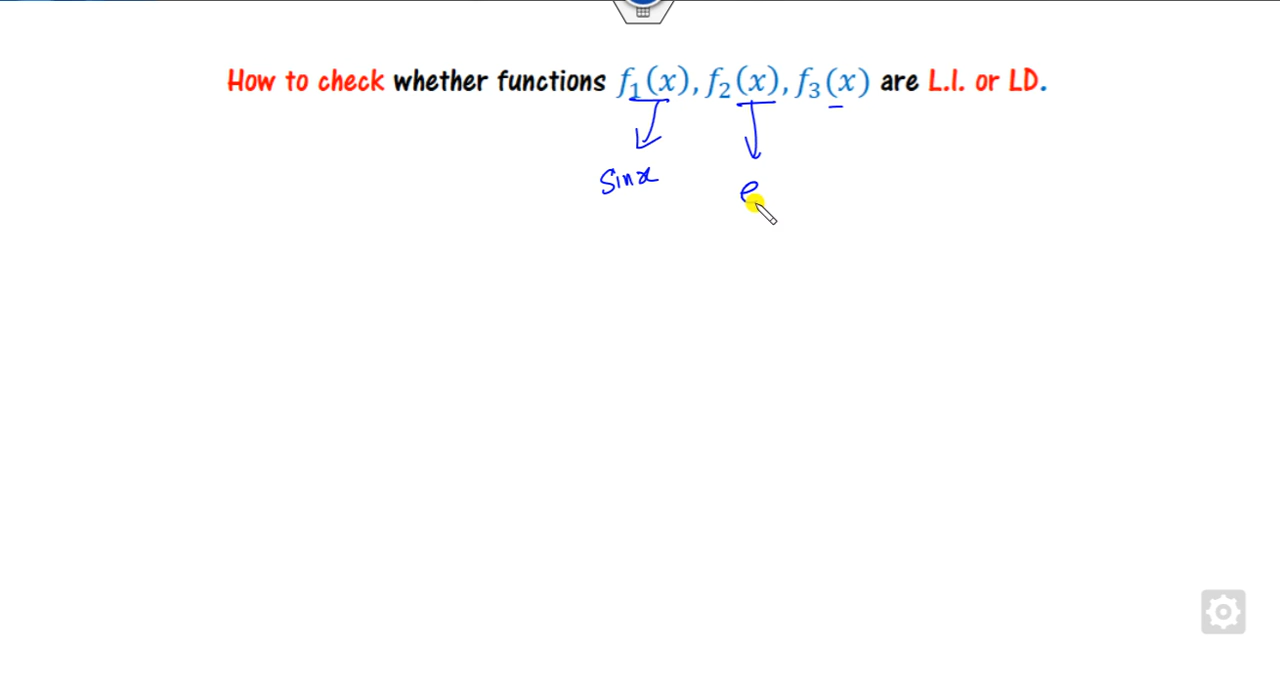 How to check whether functions f₁(x), f₂(x), f₃(x) are L.I. or LD.
sinx e